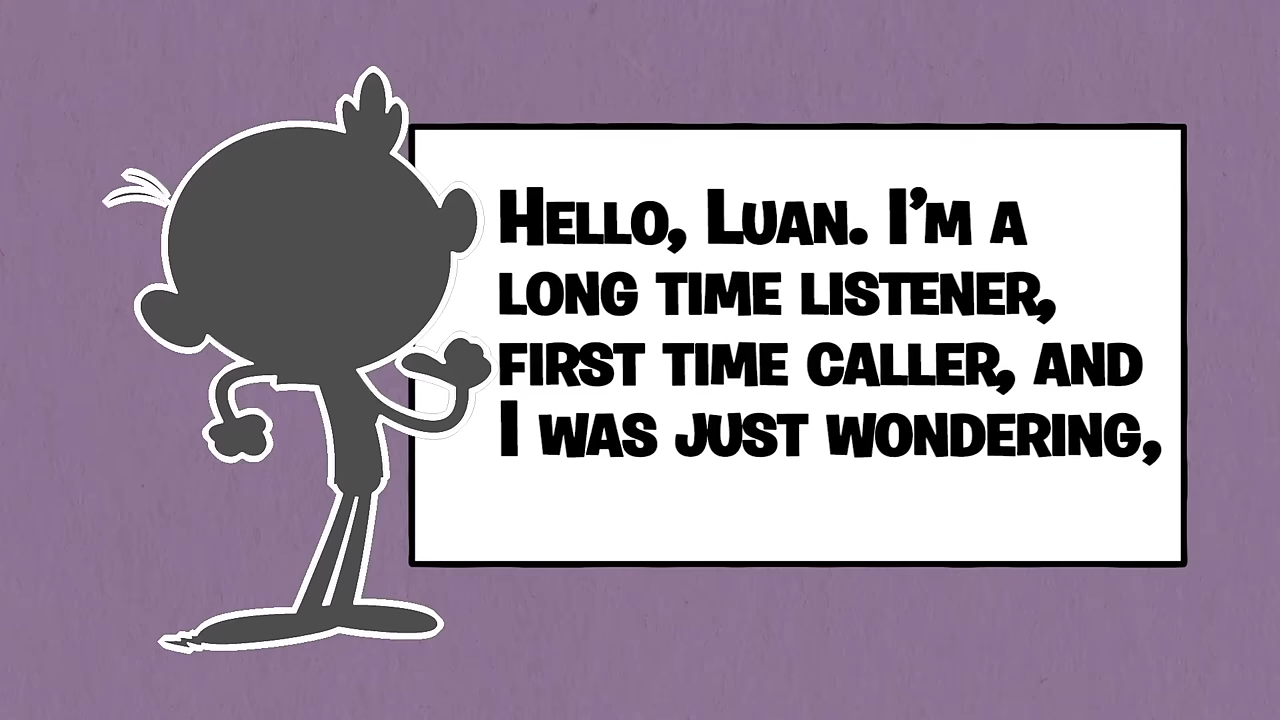 Hello, Luan. I'm a
long time listener,
first time caller, and
I was just wondering,